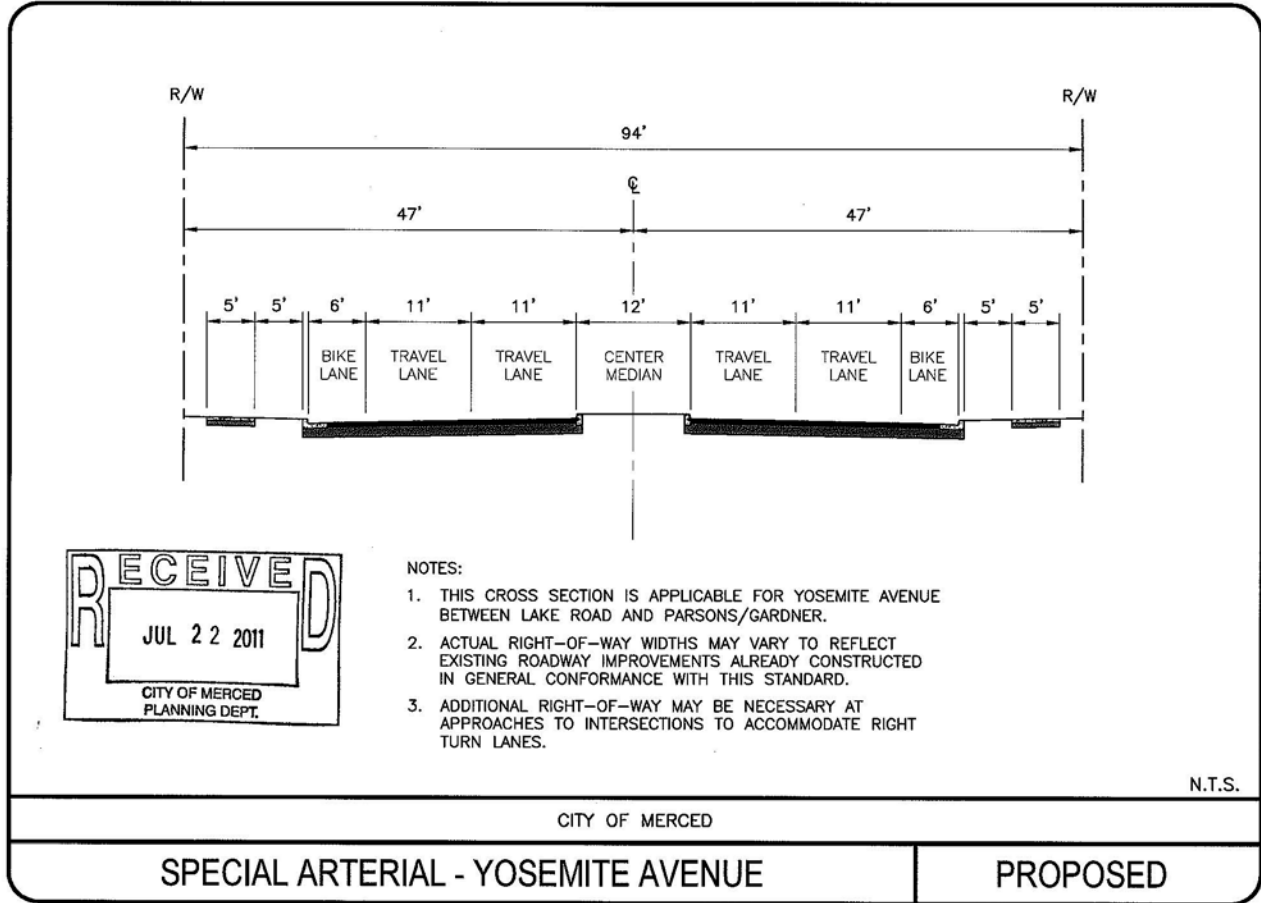 R/W
R/W
94'
℄
47'
47'
5'
5'
6'
11'
11'
12'
11'
11'
6'
5'
5'
BIKE
LANE
TRAVEL
LANE
TRAVEL
LANE
CENTER
MEDIAN
TRAVEL
LANE
TRAVEL
LANE
BIKE
LANE
RECEIVED
JUL 22 2011
CITY OF MERCED
PLANNING DEPT.
NOTES:
1. THIS CROSS SECTION IS APPLICABLE FOR YOSEMITE AVENUE
BETWEEN LAKE ROAD AND PARSONS/GARDNER.
2. ACTUAL RIGHT-OF-WAY WIDTHS MAY VARY TO REFLECT
EXISTING ROADWAY IMPROVEMENTS ALREADY CONSTRUCTED
IN GENERAL CONFORMANCE WITH THIS STANDARD.
3. ADDITIONAL RIGHT-OF-WAY MAY BE NECESSARY AT
APPROACHES TO INTERSECTIONS TO ACCOMMODATE RIGHT
TURN LANES.
N.T.S.
CITY OF MERCED
SPECIAL ARTERIAL - YOSEMITE AVENUE
PROPOSED